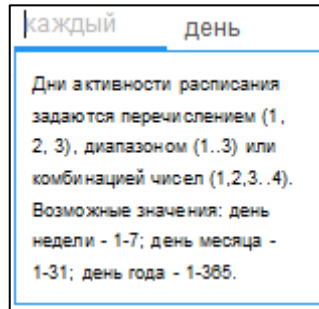 каждый день
Дни активности расписания
задаются перечислением (1,
2, 3), диапазоном (1..3) или
комбинацией чисел (1,2,3..4).
Возможные значения: день
недели - 1-7; день месяца -
1-31; день года - 1-365.